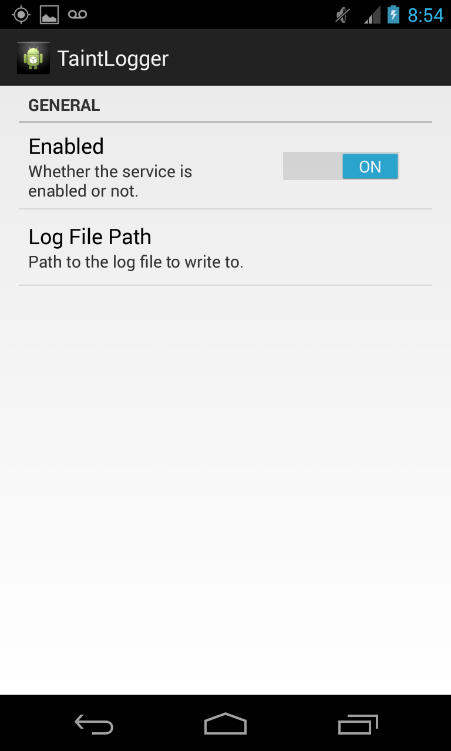 8:54
TaintLogger
GENERAL
Enabled
Whether the service is
enabled or not.
ON
Log File Path
Path to the log file to write to.